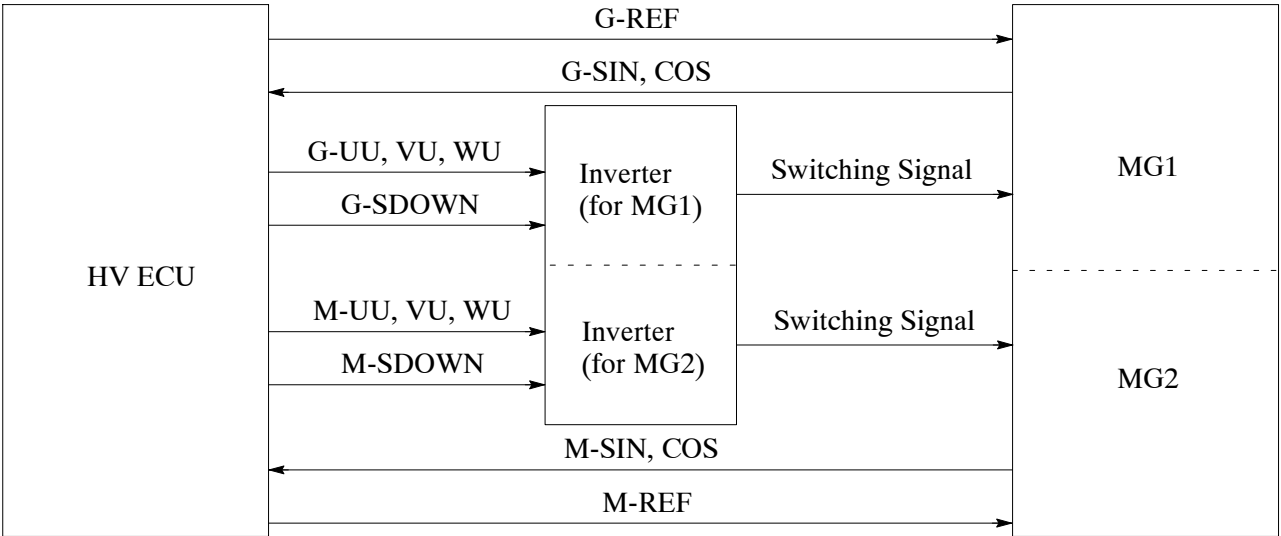 G-REF
G-SIN, COS
G-UU, VU, WU
G-SDOWN
Inverter
(for MG1)
Switching Signal
MG1
HV ECU
M-UU, VU, WU
M-SDOWN
Inverter
(for MG2)
Switching Signal
MG2
M-SIN, COS
M-REF